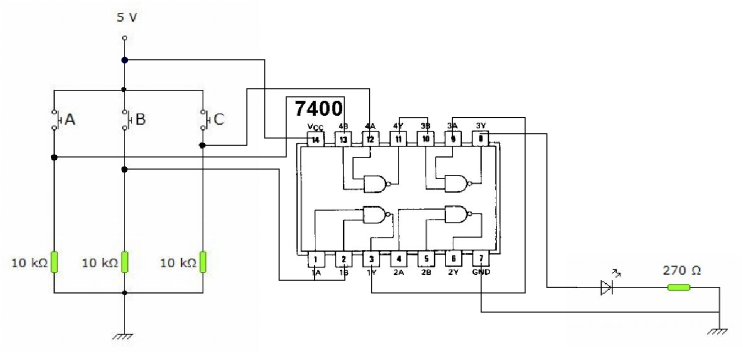 5 V
A
B
C
7400
Vcc 4B 4A 4Y 3B 3A 3Y
14 13 12 11 10 9 8
1 2 3 4 5 6 7
1A 1B 1Y 2A 2B 2Y GND
10 kΩ 10 kΩ 10 kΩ
270 Ω